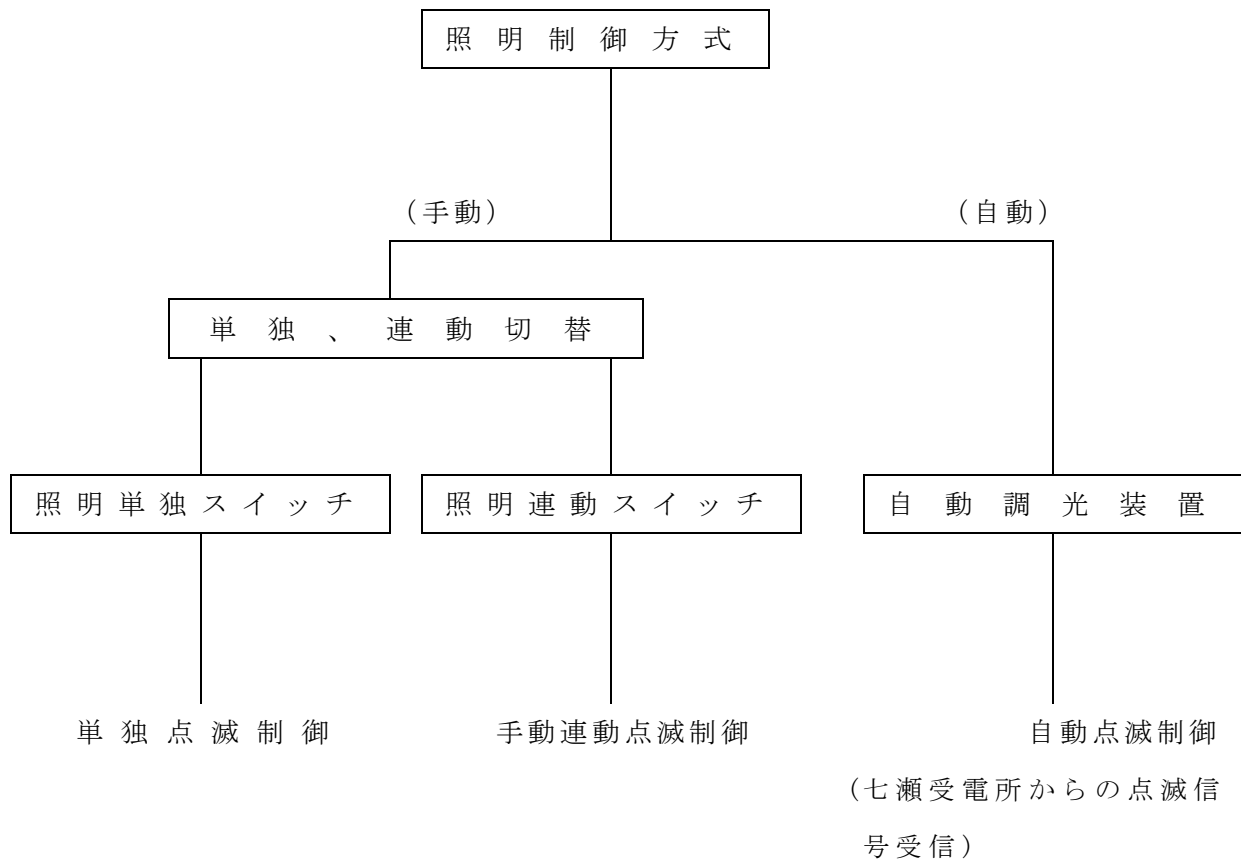 照明制御方式
(手動)
(自動)
単独、連動切替
照明単独スイッチ
照明連動スイッチ
自動調光装置
単独点滅制御
手動連動点滅制御
自動点滅制御
(七瀬受電所からの点滅信
号受信)